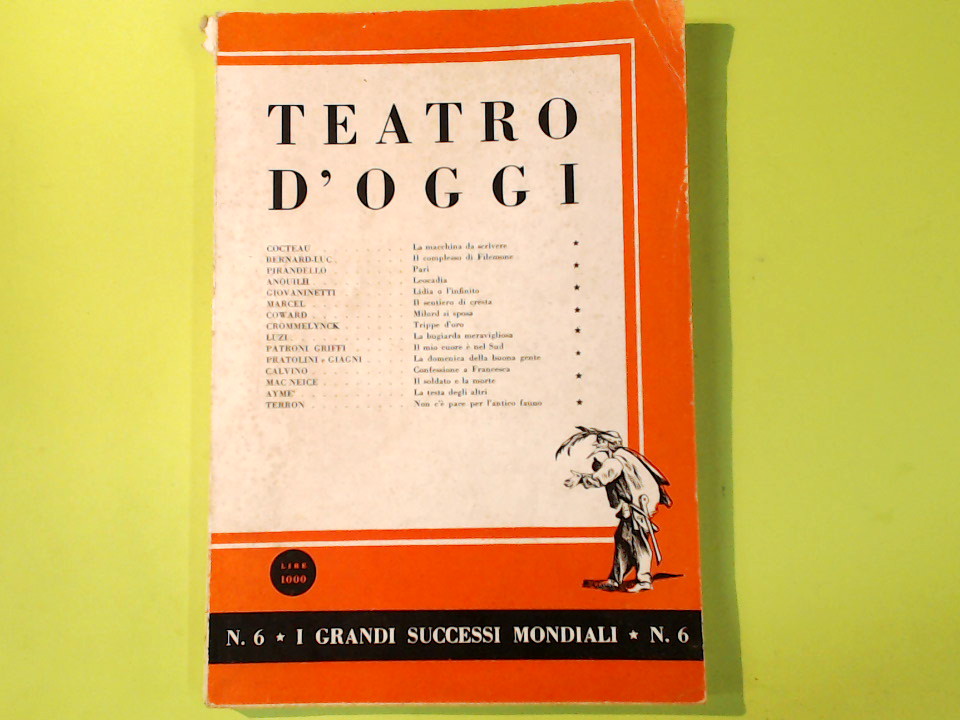 TEATRO
D'OGGI
COCTEAU . . . . . . . . . La macchina da scrivere
BERNARD-LUC . . . . . . . Il complesso di Filemone
PIRANDELLO . . . . . . . Pari
ANOUILH . . . . . . . . . Leocadia
GIOVANINETTI . . . . . . Lidia o l'infinito
MARCEL . . . . . . . . . Il sentiero di cresta
COWARD . . . . . . . . . Milord si sposa
CROMMELYNCK . . . . . . Trippe d'oro
LUZI . . . . . . . . . . La bugiarda meravigliosa
PATRONI GRIFFI . . . . . Il mio cuore è nel Sud
PRATOLINI e GIAGNI . . . . La domenica della buona gente
CALVINO . . . . . . . . . Confessione a Francesca
MAC NEICE . . . . . . . . Il soldato e la morte
AYME' . . . . . . . . . . La testa degli altri
TERRON . . . . . . . . . Non c'è pace per l'antico fauno
LIRE
1000
N. 6 ★ I GRANDI SUCCESSI MONDIALI ★ N. 6